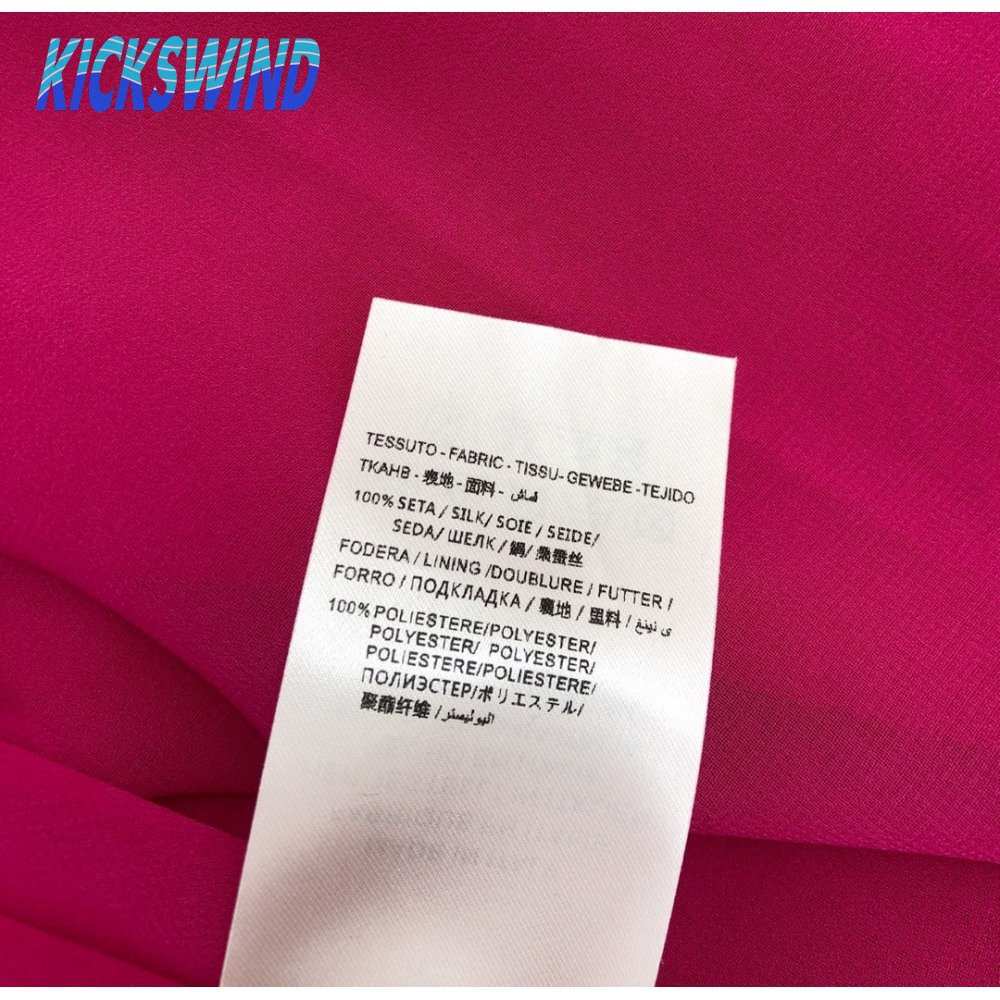 KICKSWIND
TESSUTO - FABRIC - TISSU - GEWEBE - TEJIDO
ТКАНВ - 表地 - 面料 - قماش
100% SETA / SILK/ SOIE / SEIDE/
SEDA/ ШЕЛК / 絹/ 桑蚕丝
FODERA / LINING /DOUBLURE / FUTTER /
FORRO / ПОДКЛАДКА / 裏地 / 里料 /
100% POLIESTERE/POLYESTER/
POLYESTER/ POLYESTER/
POLIESTERE/POLIESTERE/
ПОЛИЭСТЕР/ポリエステル/
聚酯纤维 /